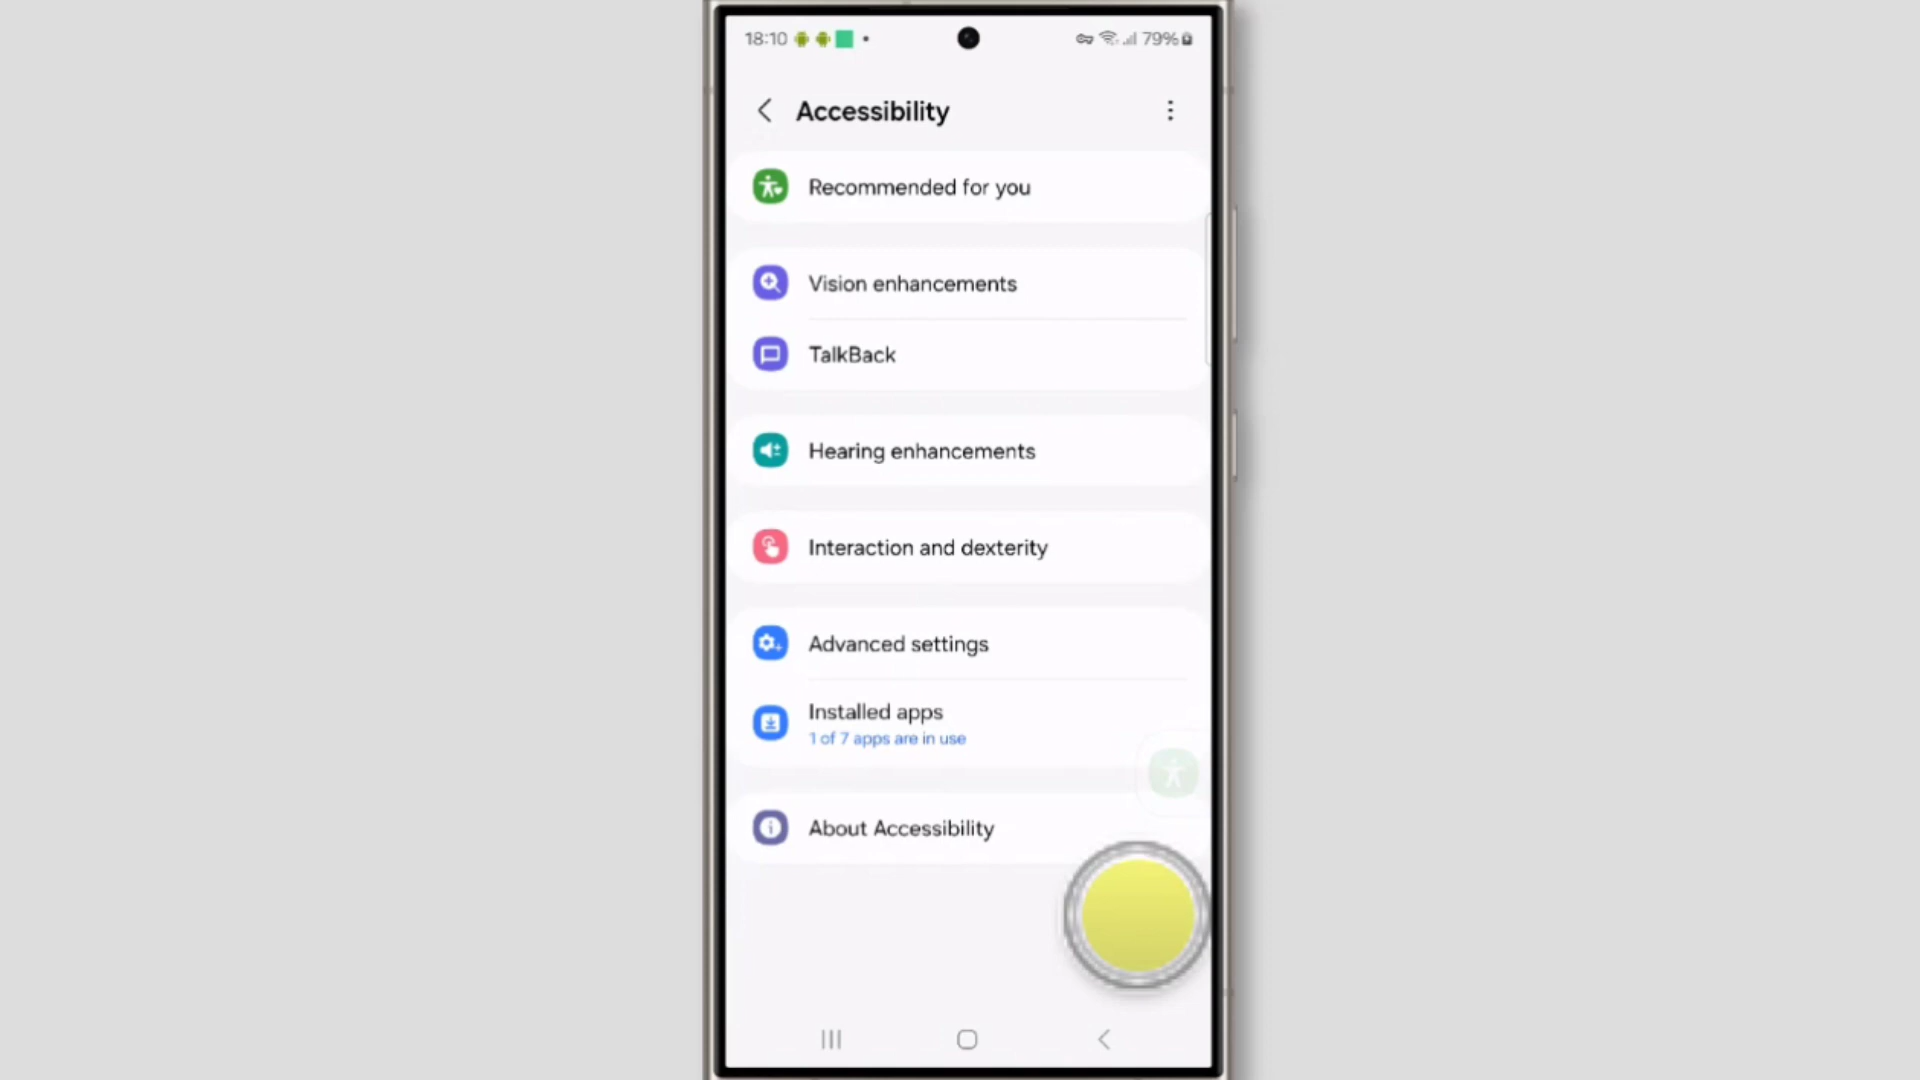 18:10
79%
Accessibility
Recommended for you
Vision enhancements
TalkBack
Hearing enhancements
Interaction and dexterity
Advanced settings
Installed apps
1 of 7 apps are in use
About Accessibility